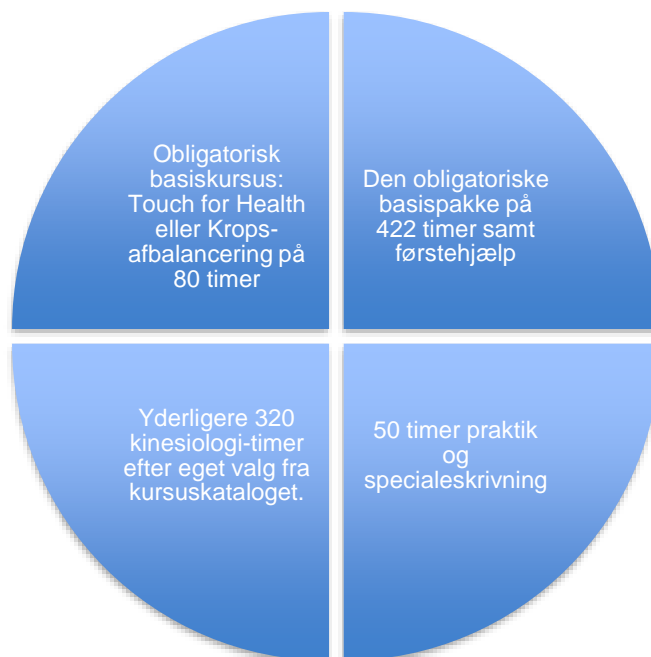 Obligatorisk
basiskursus:
Touch for Health
eller Krops-
afbalancering på
80 timer
Den obligatoriske
basispakke på
422 timer samt
førstehjælp
Yderligere 320
kinesiologi-timer
efter eget valg fra
kursuskataloget.
50 timer praktik
og
specialeskrivning